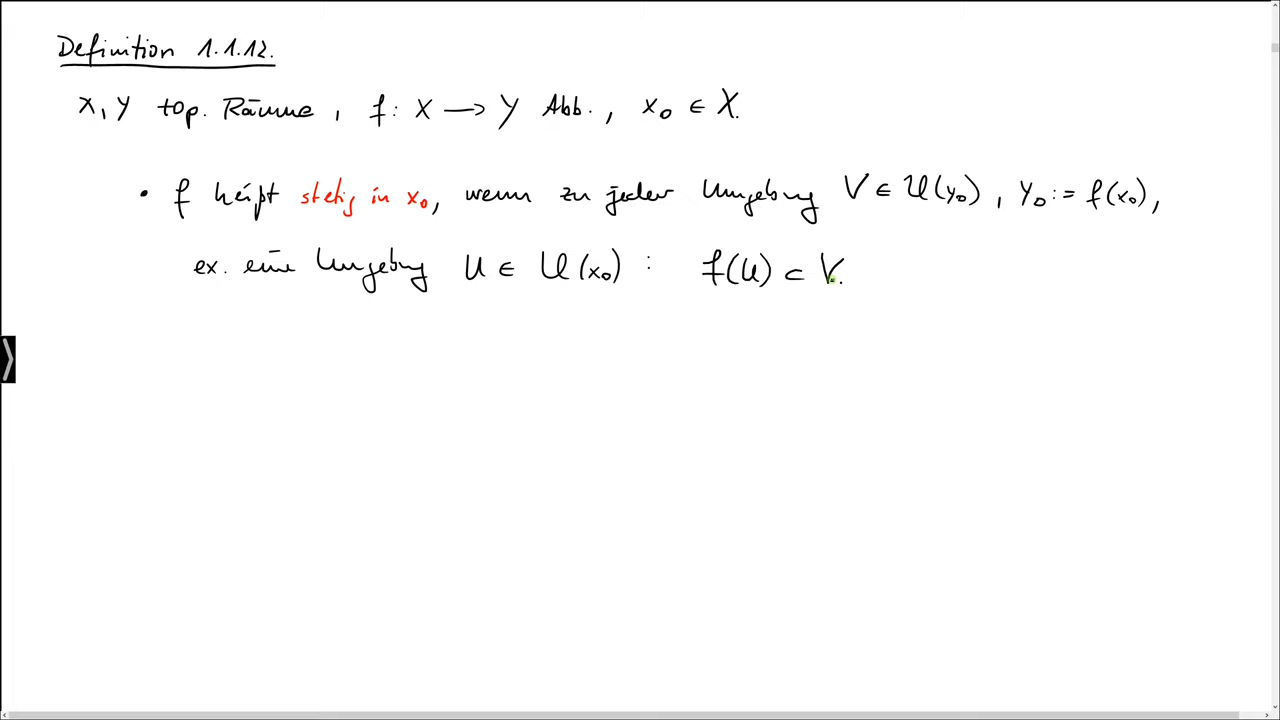 Definition 1.1.12.
X, Y top. Räume, f: X → Y Abb., x₀ ∈ X.
• f heißt stetig in x₀, wenn zu jeder Umgebung V ∈ 𝒰(y₀), y₀ := f(x₀),
ex. eine Umgebung U ∈ 𝒰(x₀) : f(U) ⊂ V.